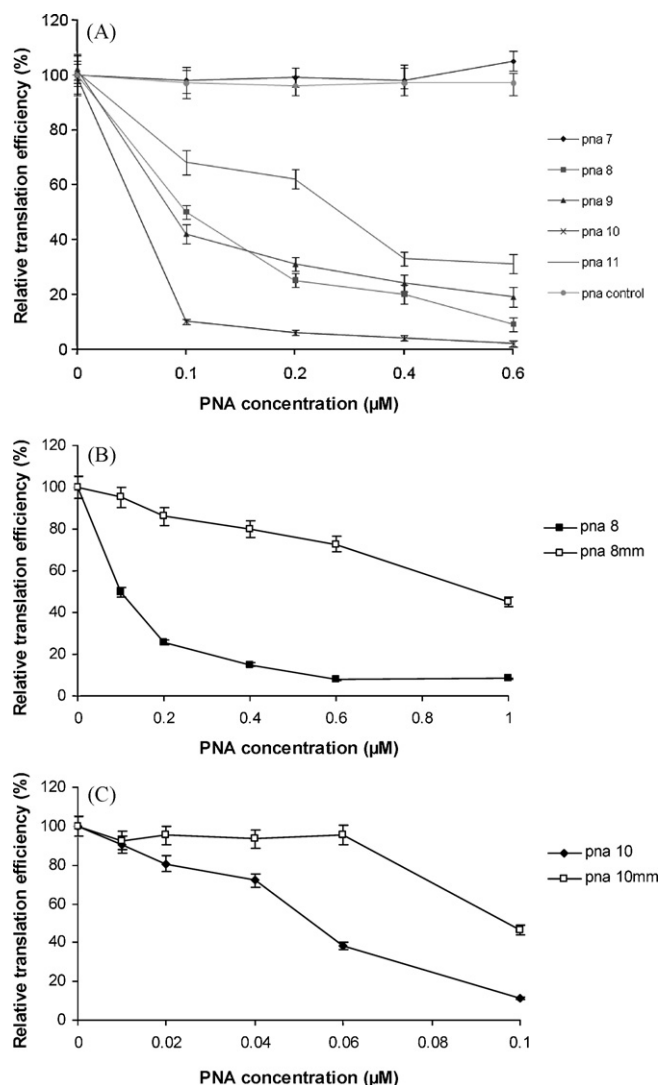 (A)
Relative translation efficiency (%)
120
100
80
60
40
20
0
0 0.1 0.2 0.4 0.6
PNA concentration (µM)
pna 7
pna 8
pna 9
pna 10
pna 11
pna control
(B)
Relative translation efficiency (%)
120
100
80
60
40
20
0
0 0.2 0.4 0.6 0.8 1
PNA concentration (µM)
pna 8
pna 8mm
(C)
Relative translation efficiency (%)
120
100
80
60
40
20
0
0 0.02 0.04 0.06 0.08 0.1
PNA concentration (µM)
pna 10
pna 10mm